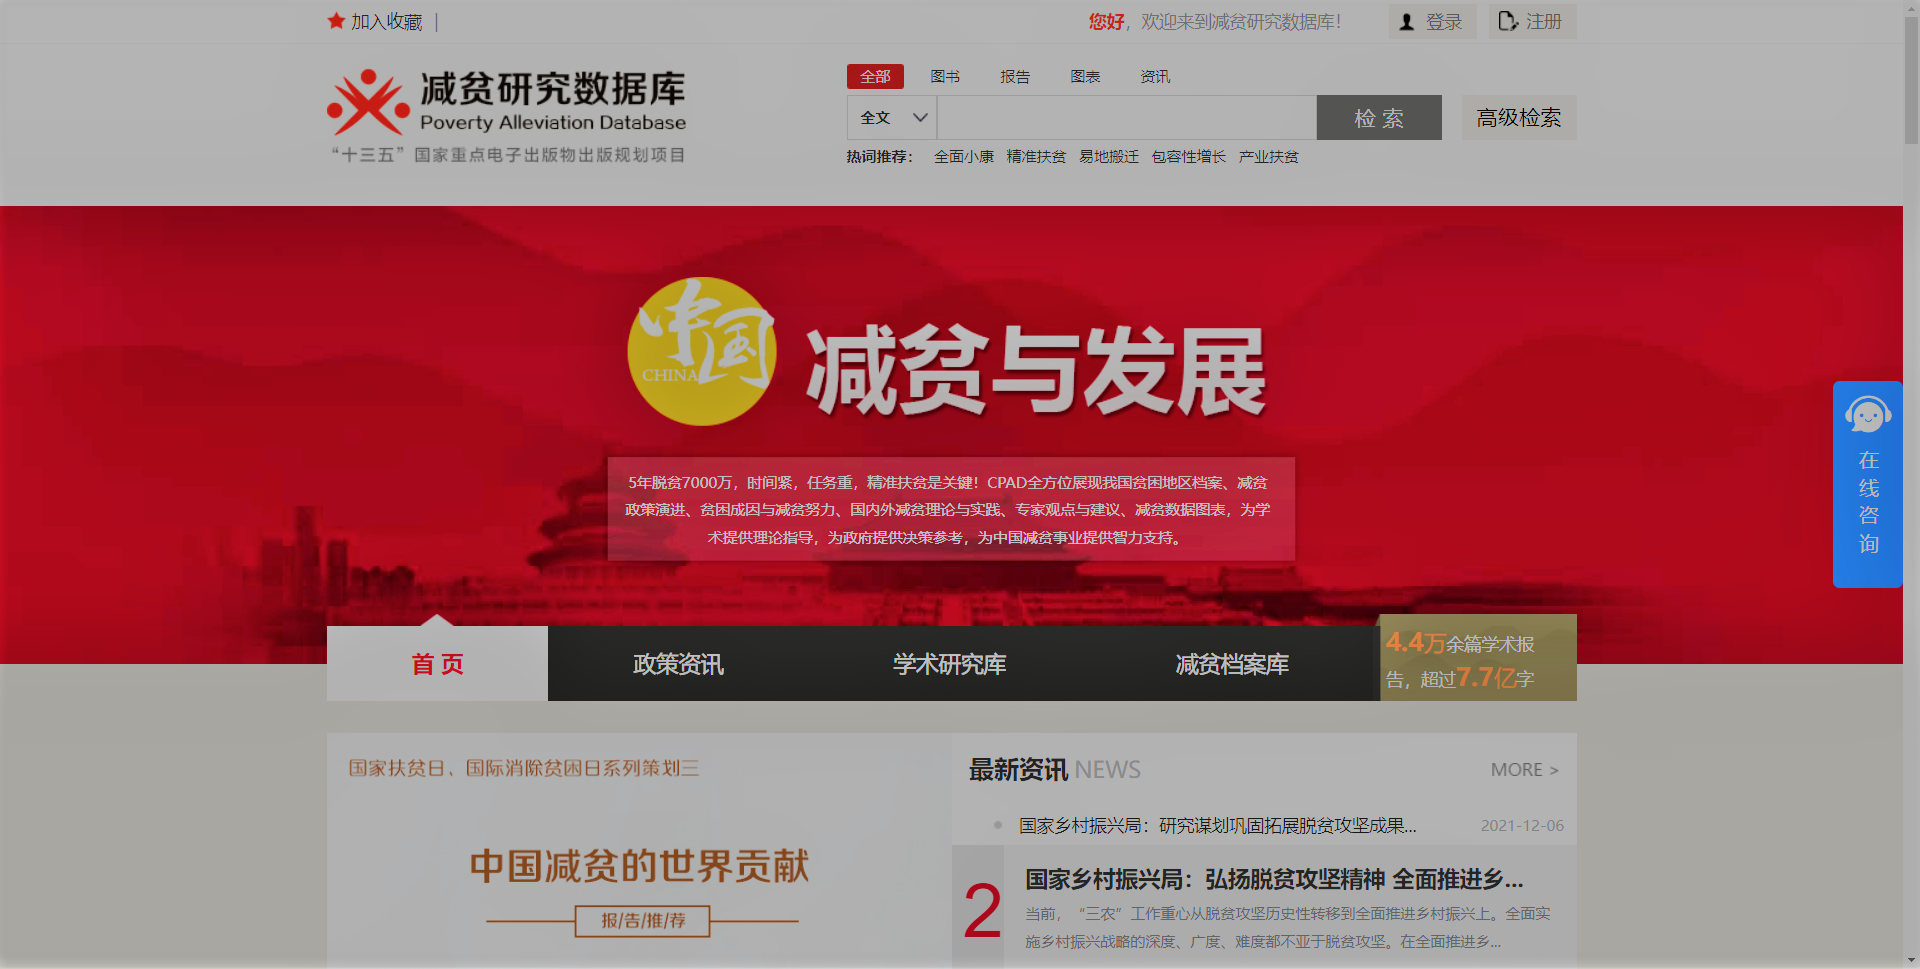 加入收藏 |
您好，欢迎来到减贫研究数据库！
登录
注册
减贫研究数据库
Poverty Alleviation Database
“十三五”国家重点电子出版物出版规划项目
全部 图书 报告 图表 资讯
全文
检 索
高级检索
热词推荐： 全面小康 精准扶贫 易地搬迁 包容性增长 产业扶贫
中国
CHINA
减贫与发展
5年脱贫7000万，时间紧，任务重，精准扶贫是关键！CPAD全方位展现我国贫困地区档案、减贫
政策演进、贫困成因与减贫努力、国内外减贫理论与实践、专家观点与建议、减贫数据图表，为学
术提供理论指导，为政府提供决策参考，为中国减贫事业提供智力支持。
在
线
咨
询
首 页
政策资讯
学术研究库
减贫档案库
4.4万余篇学术报
告，超过7.7亿字
国家扶贫日、国际消除贫困日系列策划三
中国减贫的世界贡献
报/告/推/荐
最新资讯 NEWS
MORE >
国家乡村振兴局：研究谋划巩固拓展脱贫攻坚成果...
2021-12-06
2
国家乡村振兴局：弘扬脱贫攻坚精神 全面推进乡...
当前，“三农”工作重心从脱贫攻坚历史性转移到全面推进乡村振兴上。全面实
施乡村振兴战略的深度、广度、难度都不亚于脱贫攻坚。在全面推进乡...